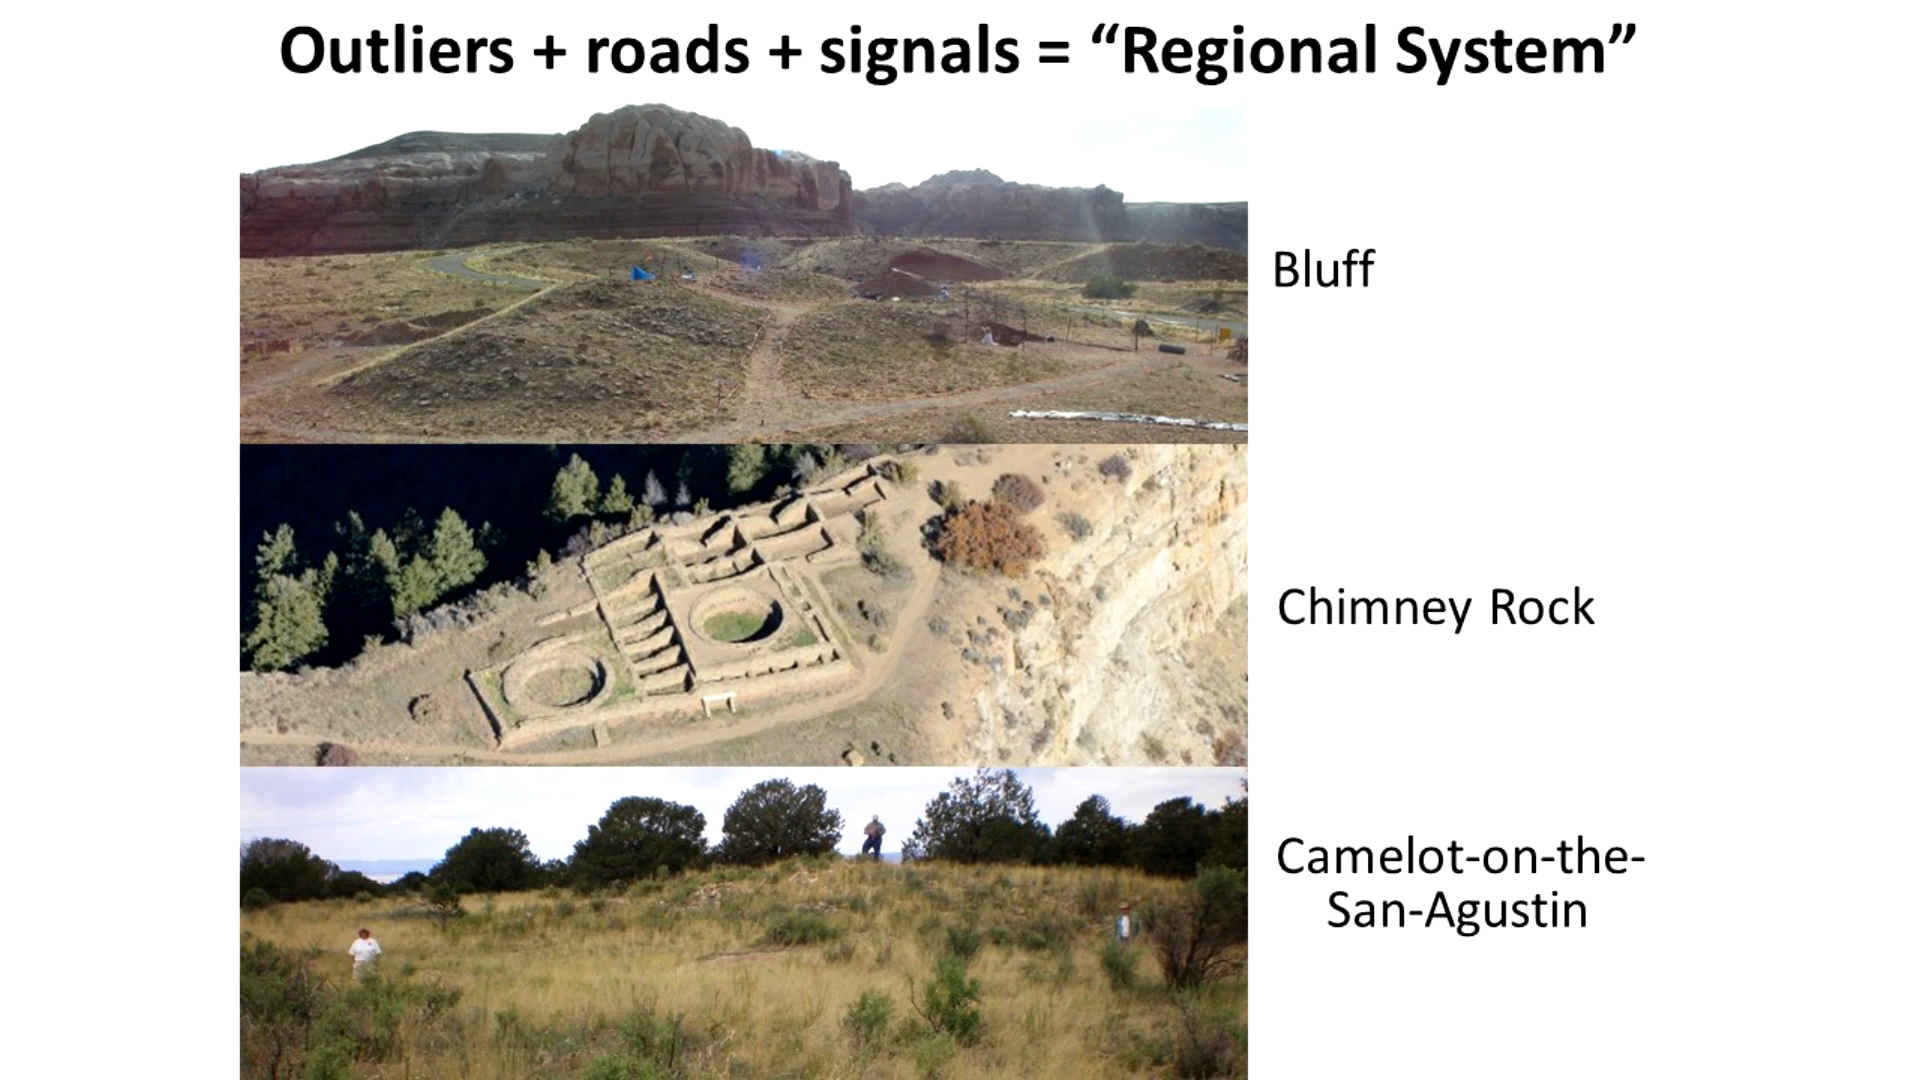 Outliers + roads + signals = “Regional System”
Bluff
Chimney Rock
Camelot-on-the-
San-Agustin